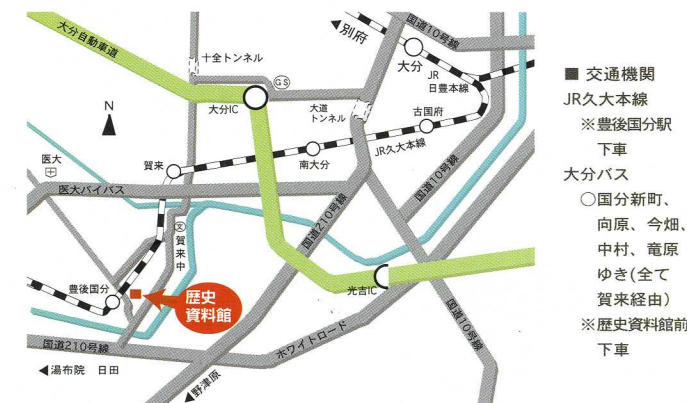 大分自動車道
十全トンネル
GS
別府
国道10号線
大分
JR
日豊本線
大分IC
大道
トンネル
古国府
N
JR久大本線
医大
賀来
南大分
国道10号線
医大バイパス
国道210号線
文
賀来中
豊後国分
歴史
資料館
光吉IC
国道10号線
国道210号線
ホワイトロード
湯布院 日田
野津原
■ 交通機関
JR久大本線
※豊後国分駅
下車
大分バス
○国分新町、
向原、今畑、
中村、竜原
ゆき(全て
賀来経由)
※歴史資料館前
下車